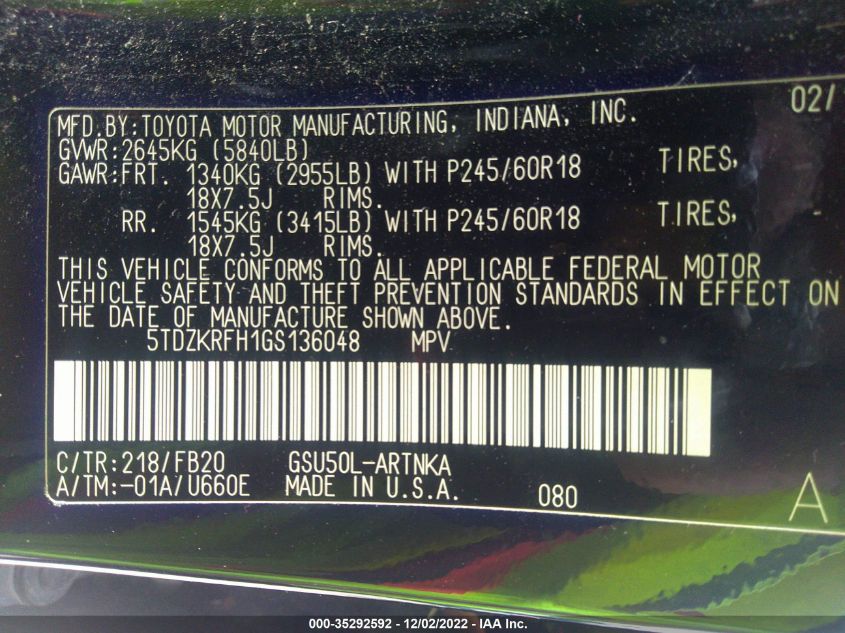 02/
MFD.BY:TOYOTA MOTOR MANUFACTURING, INDIANA, INC.
GVWR:2645KG (5840LB)
GAWR:FRT. 1340KG (2955LB) WITH P245/60R18 TIRES,
18X7.5J RIMS.
RR. 1545KG (3415LB) WITH P245/60R18 TIRES,
18X7.5J RIMS.
THIS VEHICLE CONFORMS TO ALL APPLICABLE FEDERAL MOTOR
VEHICLE SAFETY AND THEFT PREVENTION STANDARDS IN EFFECT ON
THE DATE OF MANUFACTURE SHOWN ABOVE.
5TDZKRFH1GS136048 MPV
C/TR:218/FB20 GSU50L-ARTNKA
A/TM:-01A/U660E MADE IN U.S.A. 080 A
000-35292592 - 12/02/2022 - IAA Inc.